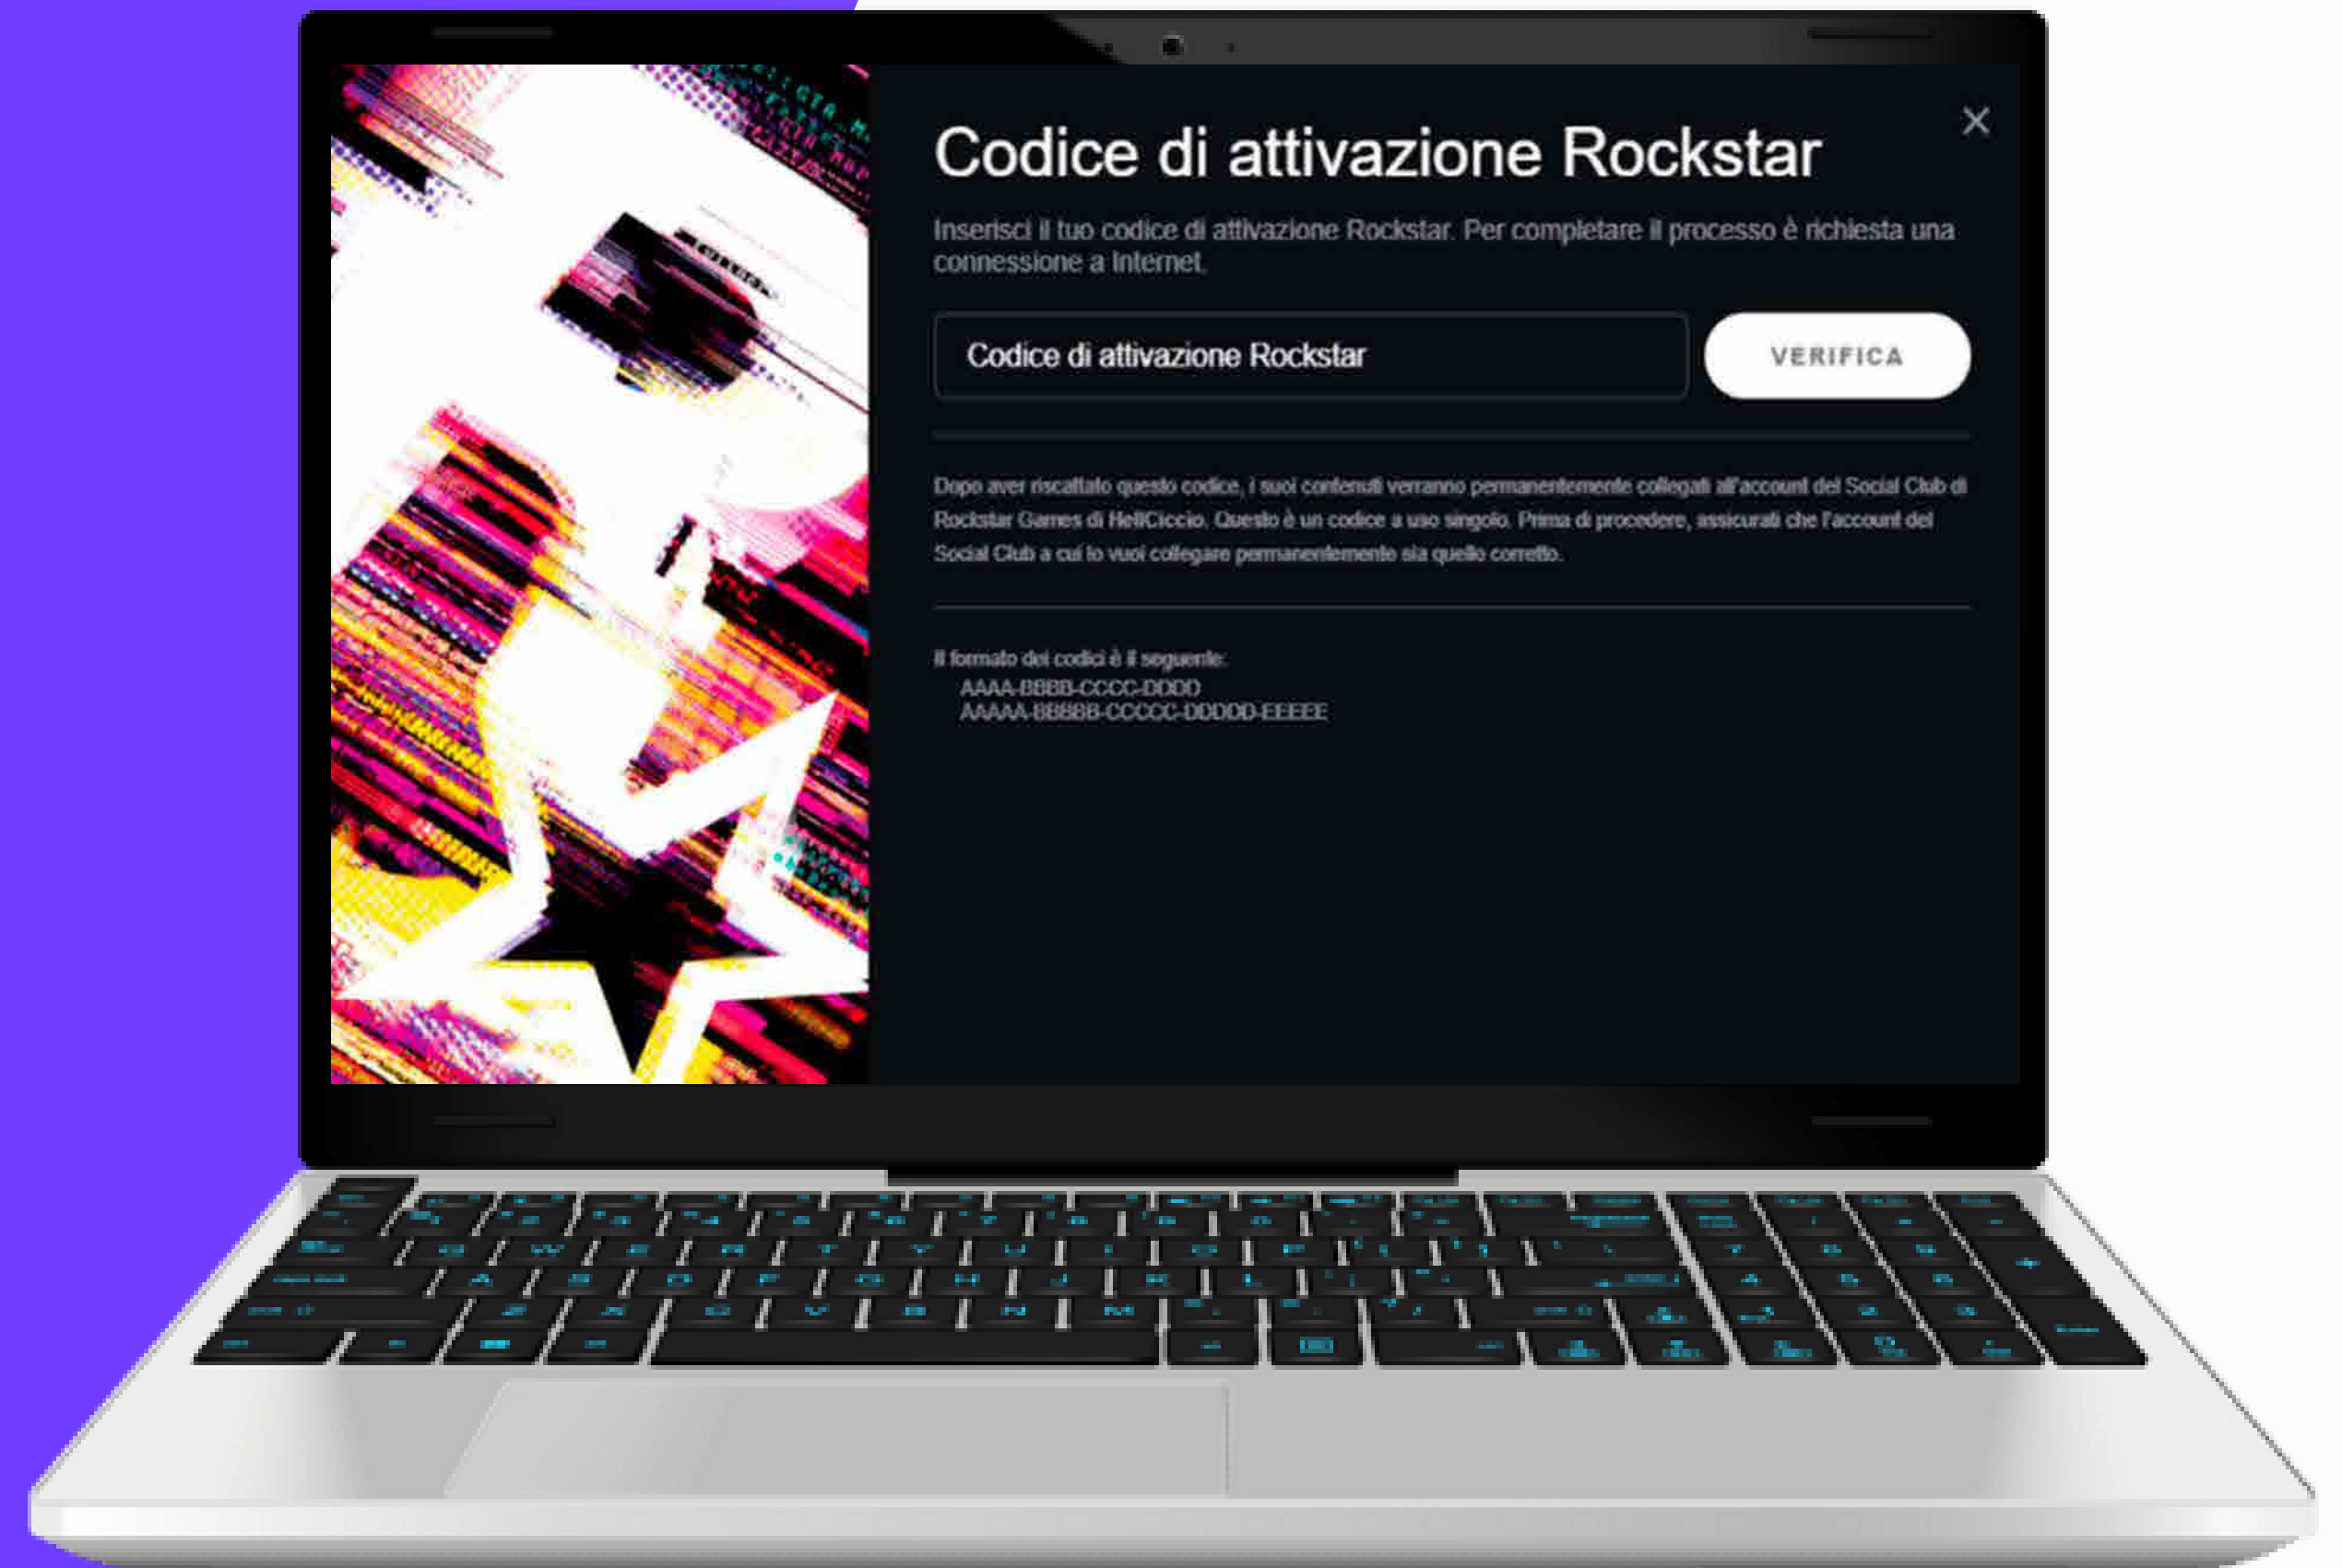 Codice di attivazione Rockstar
Inserisci il tuo codice di attivazione Rockstar. Per completare il processo è richiesta una
connessione a Internet.
Codice di attivazione Rockstar
VERIFICA
Dopo aver riscattato questo codice, i suoi contenuti verranno permanentemente collegati all'account del Social Club di
Rockstar Games di HellCiccio. Questo è un codice a uso singolo. Prima di procedere, assicurati che l'account del
Social Club a cui lo vuoi collegare permanentemente sia quello corretto.
Il formato dei codici è il seguente:
AAAA-BBBB-CCCC-DDDD
AAAAA-BBBBB-CCCCC-DDDDD-EEEEE